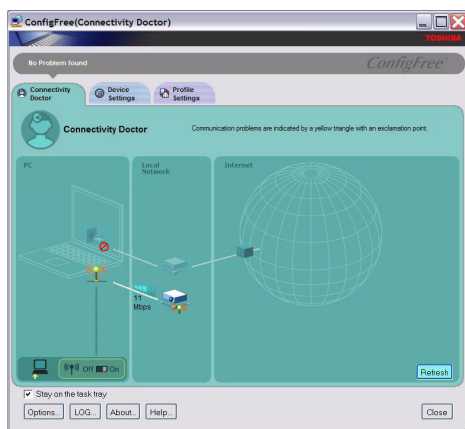 ConfigFree(Connectivity Doctor)
TOSHIBA
No Problem found
ConfigFree™
Connectivity
Doctor
Device
Settings
Profile
Settings
Connectivity Doctor
Communication problems are indicated by a yellow triangle with an exclamation point.
PC
Local
Network
Internet
11
Mbps
Off On
Refresh
Stay on the task tray
Options...
LOG...
About...
Help...
Close